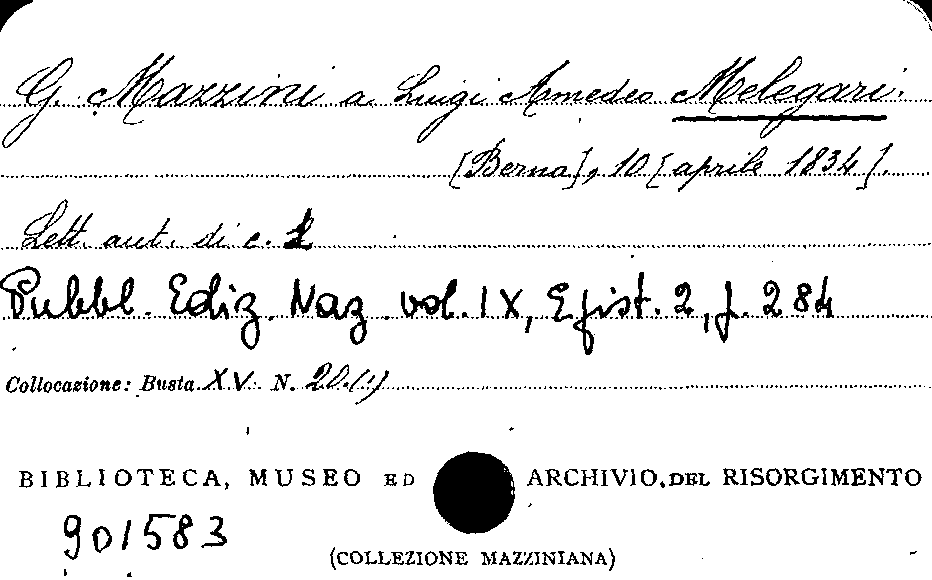 G. Mazzini a Luigi Amedeo Melegari.
[Berna], 10 [aprile 1834].
Lett. aut. di c. 1
Pubbl. Ediz. Naz. vol. IX, Epist. 2, p. 284
Collocazione: Busta XV N. 20.(1)
BIBLIOTECA, MUSEO ED ARCHIVIO DEL RISORGIMENTO
901583
(COLLEZIONE MAZZINIANA)